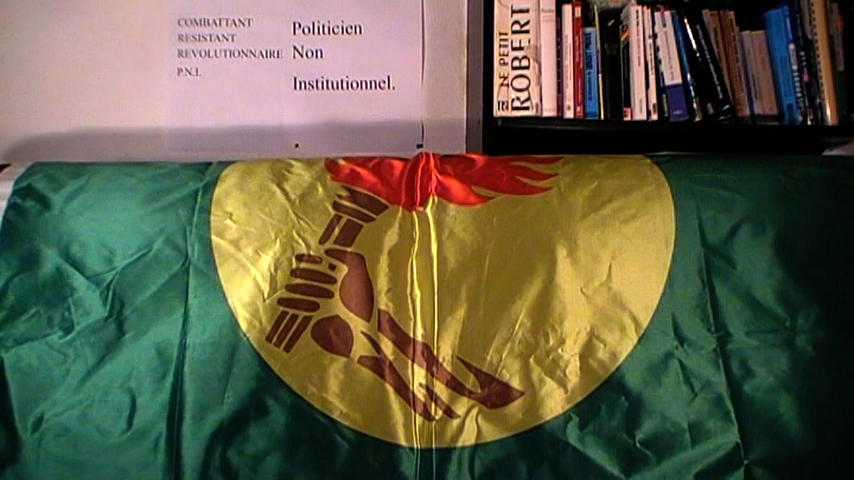 COMBATTANT
RESISTANT
REVOLUTIONNAIRE
P.N.I.
Politicien
Non
Institutionnel.
LE PETIT
ROBERT